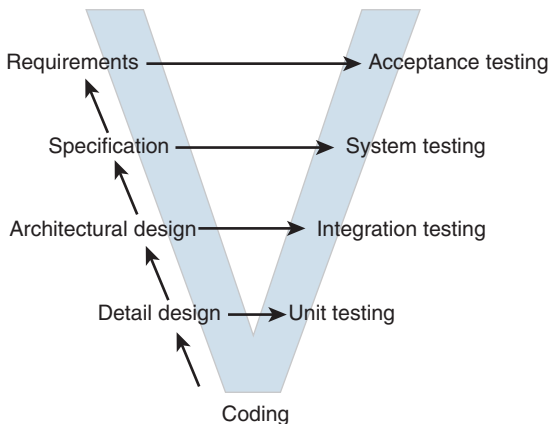 Requirements
Acceptance testing
Specification
System testing
Architectural design
Integration testing
Detail design
Unit testing
Coding